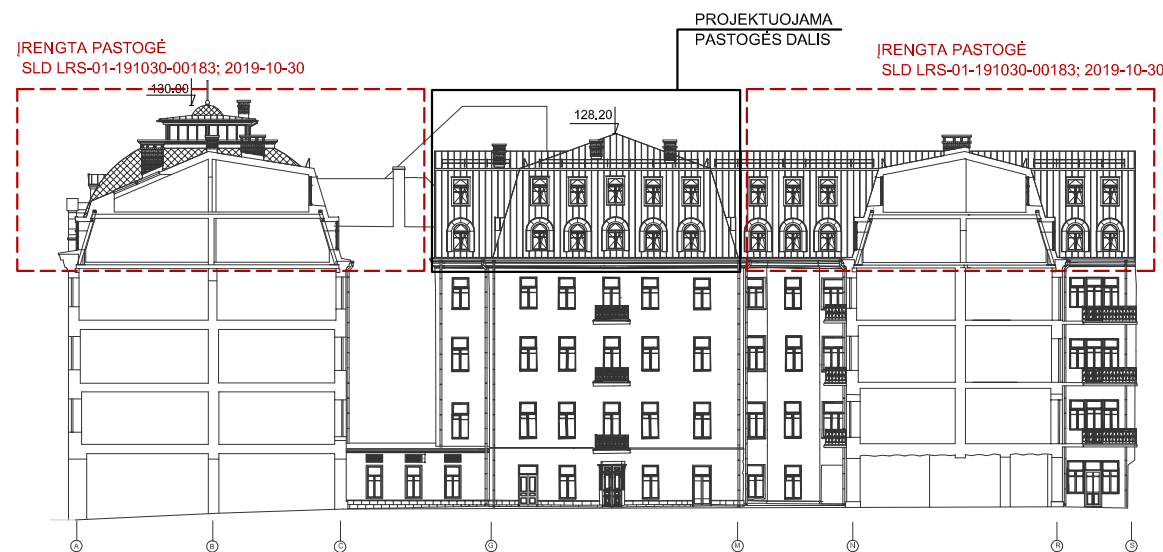 PROJEKTUOJAMA
PASTOGĖS DALIS
ĮRENGTA PASTOGĖ
SLD LRS-01-191030-00183; 2019-10-30
ĮRENGTA PASTOGĖ
SLD LRS-01-191030-00183; 2019-10-30
130.00
128.20
A B C G M N R S